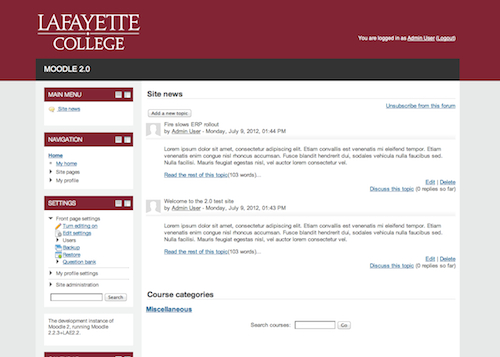 LAFAYETTE
COLLEGE
You are logged in as Admin User (Logout)
MOODLE 2.0
MAIN MENU
Site news
NAVIGATION
Home
My home
Site pages
My profile
SETTINGS
Front page settings
Turn editing on
Edit settings
Users
Backup
Restore
Question bank
My profile settings
Site administration
Search
The development instance of
Moodle 2, running Moodle
2.2.3+LAE2.2.
Site news
Unsubscribe from this forum
Add a new topic
Fire slows ERP rollout
by Admin User - Monday, July 9, 2012, 01:44 PM
Lorem ipsum dolor sit amet, consectetur adipiscing elit. Etiam convallis est venenatis mi eleifend tempor. Etiam
venenatis enim congue nisl rhoncus accumsan. Fusce blandit hendrerit dui, sodales vehicula nulla faucibus sed.
Nulla facilisi. Mauris feugiat egestas nisl, vel auctor lorem consectetur vel.
Read the rest of this topic(103 words)...
Edit | Delete
Discuss this topic (0 replies so far)
Welcome to the 2.0 test site
by Admin User - Monday, July 9, 2012, 01:43 PM
Lorem ipsum dolor sit amet, consectetur adipiscing elit. Etiam convallis est venenatis mi eleifend tempor. Etiam
venenatis enim congue nisl rhoncus accumsan. Fusce blandit hendrerit dui, sodales vehicula nulla faucibus sed.
Nulla facilisi. Mauris feugiat egestas nisl, vel auctor lorem consectetur vel.
Read the rest of this topic(103 words)...
Edit | Delete
Discuss this topic (0 replies so far)
Course categories
Miscellaneous
Search courses:
Go